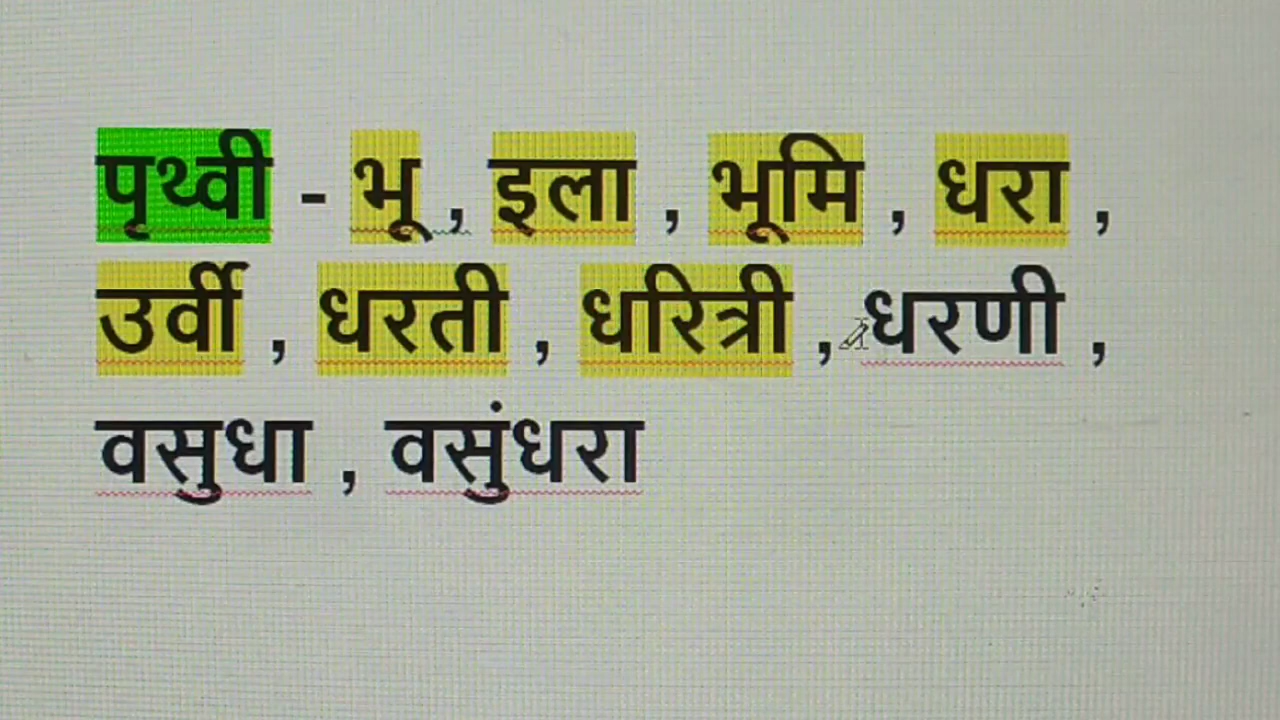 पृथ्वी - भू , इला , भूमि , धरा ,
उर्वी , धरती , धरित्री , धरणी ,
वसुधा , वसुंधरा